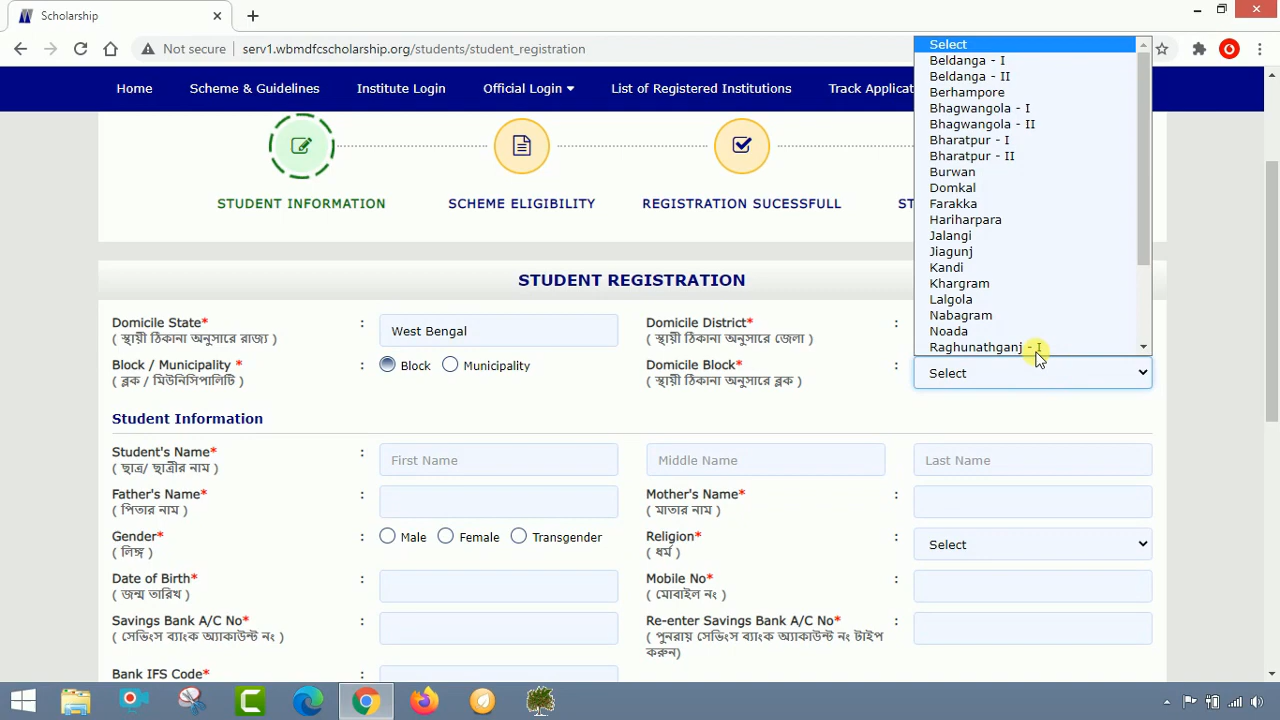 Scholarship
Not secure serv1.wbmdfcscholarship.org/students/student_registration
Home Scheme & Guidelines Institute Login Official Login List of Registered Institutions Track
STUDENT INFORMATION SCHEME ELIGIBILITY REGISTRATION SUCESSFULL
STUDENT REGISTRATION
Select
Beldanga - I
Beldanga - II
Berhampore
Bhagwangola - I
Bhagwangola - II
Bharatpur - I
Bharatpur - II
Burwan
Domkal
Farakka
Hariharpara
Jalangi
Jiagunj
Kandi
Khargram
Lalgola
Nabagram
Noada
Raghunathganj - I
Domicile State* : West Bengal Domicile District* :
( স্থায়ী ঠিকানা অনুসারে রাজ্য ) ( স্থায়ী ঠিকানা অনুসারে জেলা )
Block / Municipality* : Block Municipality Domicile Block* : Select
( ব্লক / মিউনিসিপালিটি ) ( স্থায়ী ঠিকানা অনুসারে ব্লক )
Student Information
Student's Name* : First Name Middle Name Last Name
( ছাত্র/ ছাত্রীর নাম )
Father's Name* : Mother's Name* :
( পিতার নাম ) ( মাতার নাম )
Gender* : Male Female Transgender Religion* : Select
( লিঙ্গ ) ( ধর্ম )
Date of Birth* : Mobile No* :
( জন্ম তারিখ ) ( মোবাইল নং )
Savings Bank A/C No* : Re-enter Savings Bank A/C No* :
( সেভিংস ব্যাংক অ্যাকাউন্ট নং ) ( পুনরায় সেভিংস ব্যাংক অ্যাকাউন্ট নং টাইপ
করুন)
Bank IFS Code* :